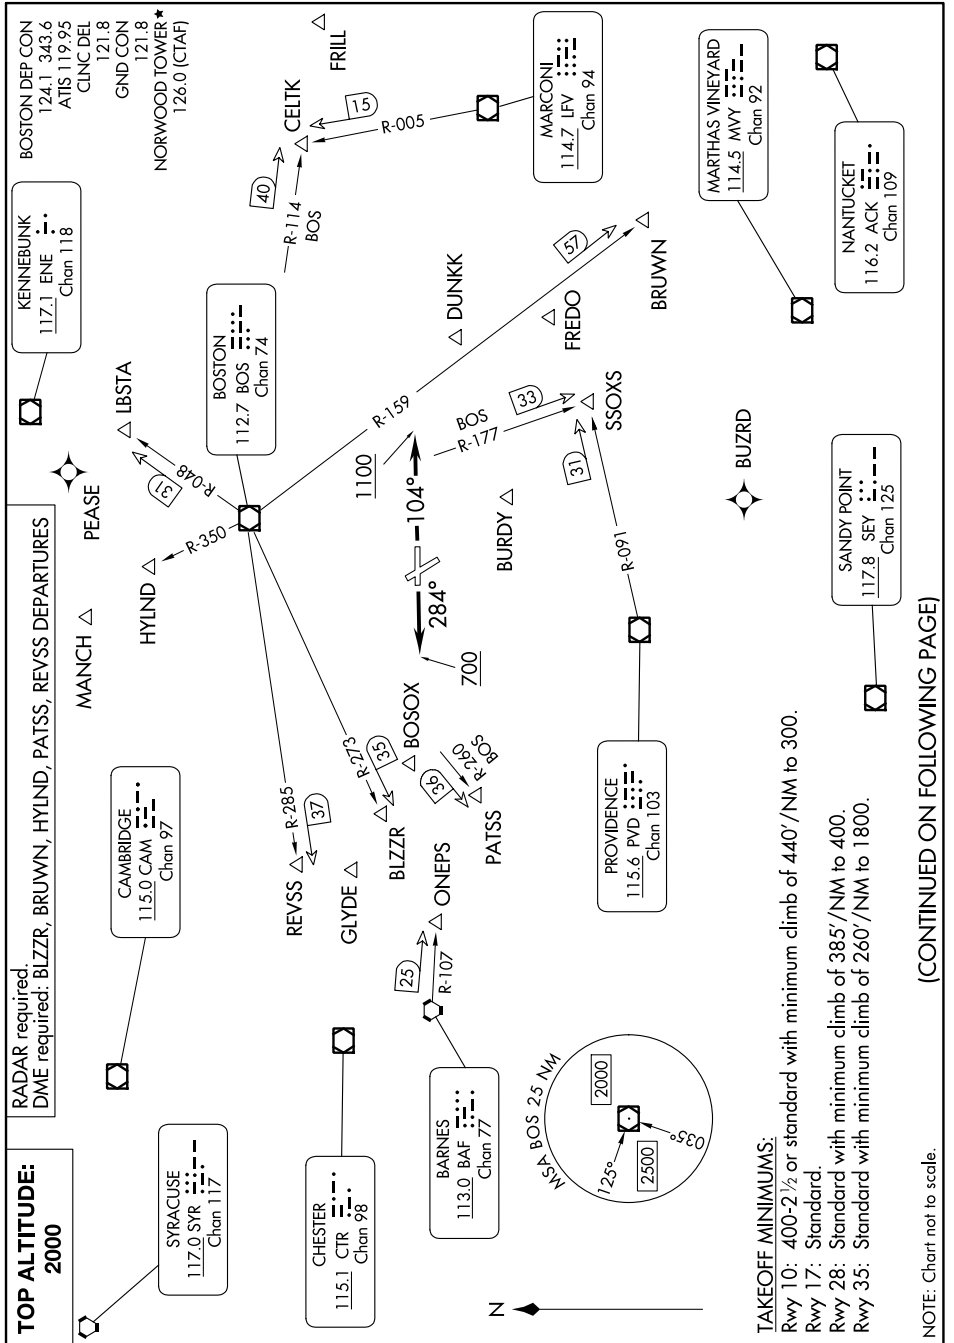 TOP ALTITUDE:
2000
RADAR required.
DME required: BLZZR, BRUWN, HYLND, PATSS, REVSS DEPARTURES
BOSTON DEP CON
124.1 343.6
ATIS 119.95
CLNC DEL
121.8
GND CON
121.8
NORWOOD TOWER★
126.0 (CTAF)
SYRACUSE
117.0 SYR
Chan 117
CAMBRIDGE
115.0 CAM
Chan 97
MANCH
PEASE
KENNEBUNK
117.1 ENE
Chan 118
HYLND
LBSTA
31
R-048
R-350
BOSTON
112.7 BOS
Chan 74
40
R-114
BOS
CELTK
FRILL
15
R-005
CHESTER
115.1 CTR
Chan 98
REVSS
R-285
37
GLYDE
BLZZR
R-273
35
BOSOX
R-159
1100
104°
284°
700
DUNKK
BARNES
113.0 BAF
Chan 77
25
R-107
ONEPS
36
R-260
BOS
PATSS
BURDY
BOS
R-177
33
FREDO
57
BRUWN
MARCONI
114.7 LFV
Chan 94
MSA BOS 25 NM
125°
2000
2500
035°
31
SSOXS
R-091
PROVIDENCE
115.6 PVD
Chan 103
BUZRD
MARTHAS VINEYARD
114.5 MVY
Chan 92
SANDY POINT
117.8 SEY
Chan 125
NANTUCKET
116.2 ACK
Chan 109
N
TAKEOFF MINIMUMS:
Rwy 10: 400-2½ or standard with minimum climb of 440'/NM to 300.
Rwy 17: Standard.
Rwy 28: Standard with minimum climb of 385'/NM to 400.
Rwy 35: Standard with minimum climb of 260'/NM to 1800.
NOTE: Chart not to scale.
(CONTINUED ON FOLLOWING PAGE)